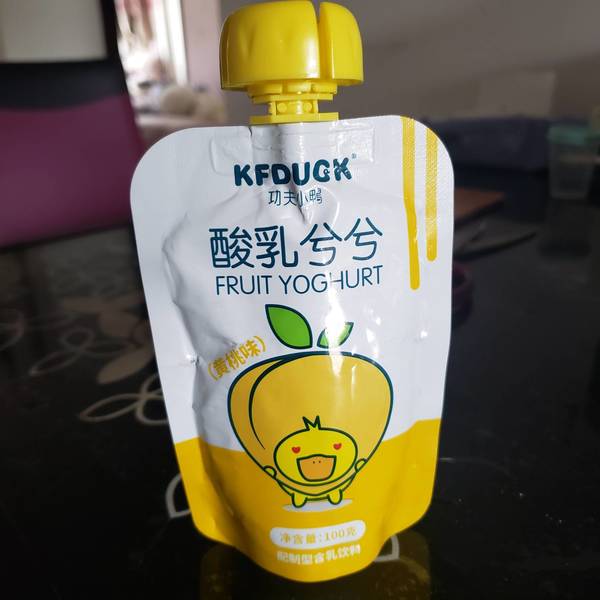 KFDUCK®
功夫小鸭
酸乳兮兮
FRUIT YOGHURT
(黄桃味)
净含量:100克
配制型含乳饮料